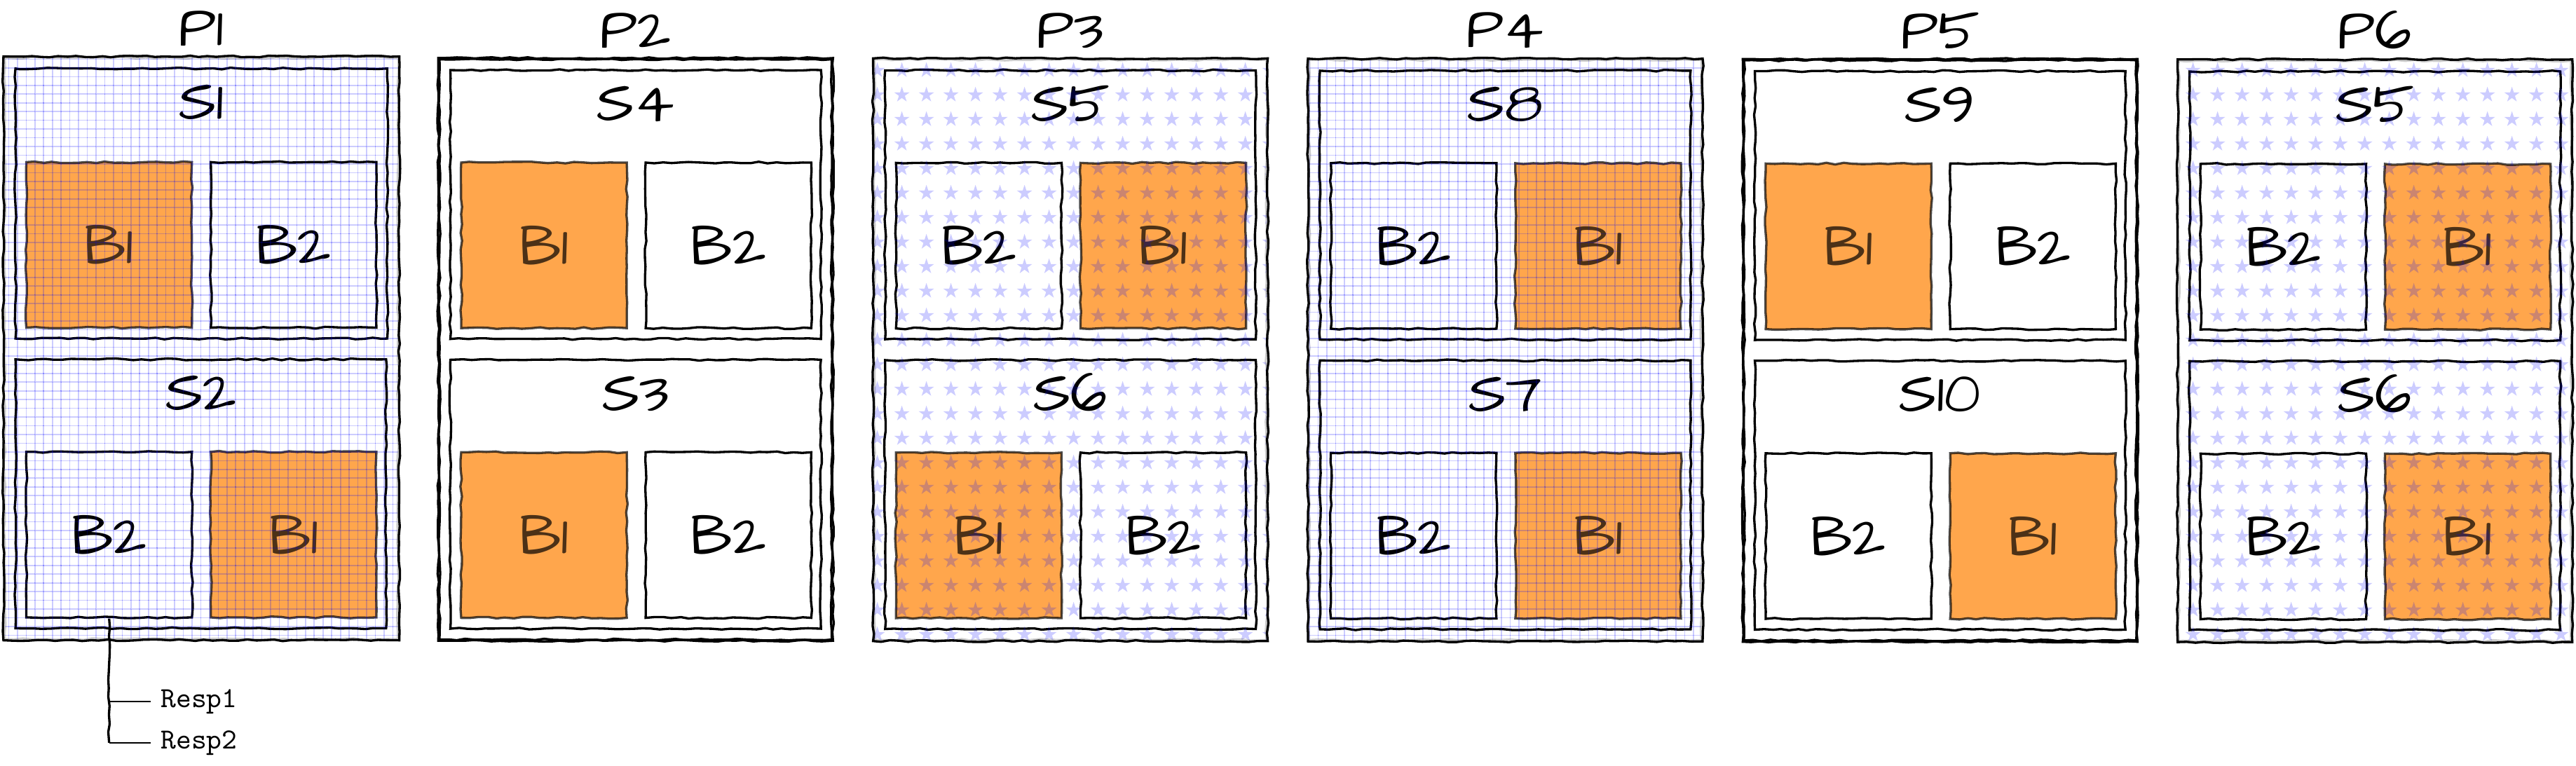 P1 P2 P3 P4 P5 P6
S1 S4 S5 S8 S9 S5
B1 B2 B1 B2 B2 B1 B2 B1 B1 B2 B2 B1
S2 S3 S6 S7 S10 S6
B2 B1 B1 B2 B1 B2 B2 B1 B2 B1 B2 B1
Resp1
Resp2